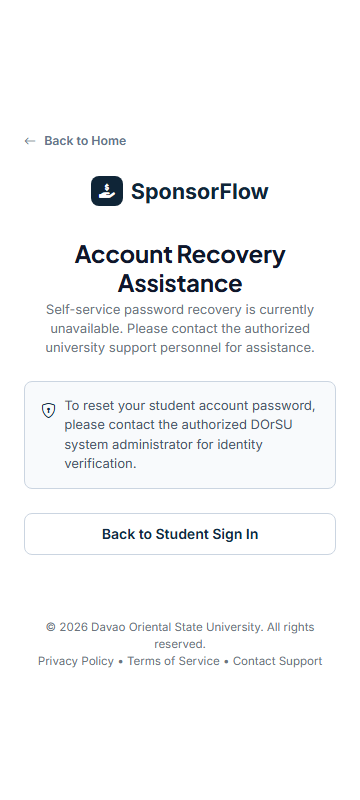 ← Back to Home
SponsorFlow
Account Recovery
Assistance
Self-service password recovery is currently
unavailable. Please contact the authorized
university support personnel for assistance.
To reset your student account password,
please contact the authorized DOrSU
system administrator for identity
verification.
Back to Student Sign In
© 2026 Davao Oriental State University. All rights
reserved.
Privacy Policy • Terms of Service • Contact Support